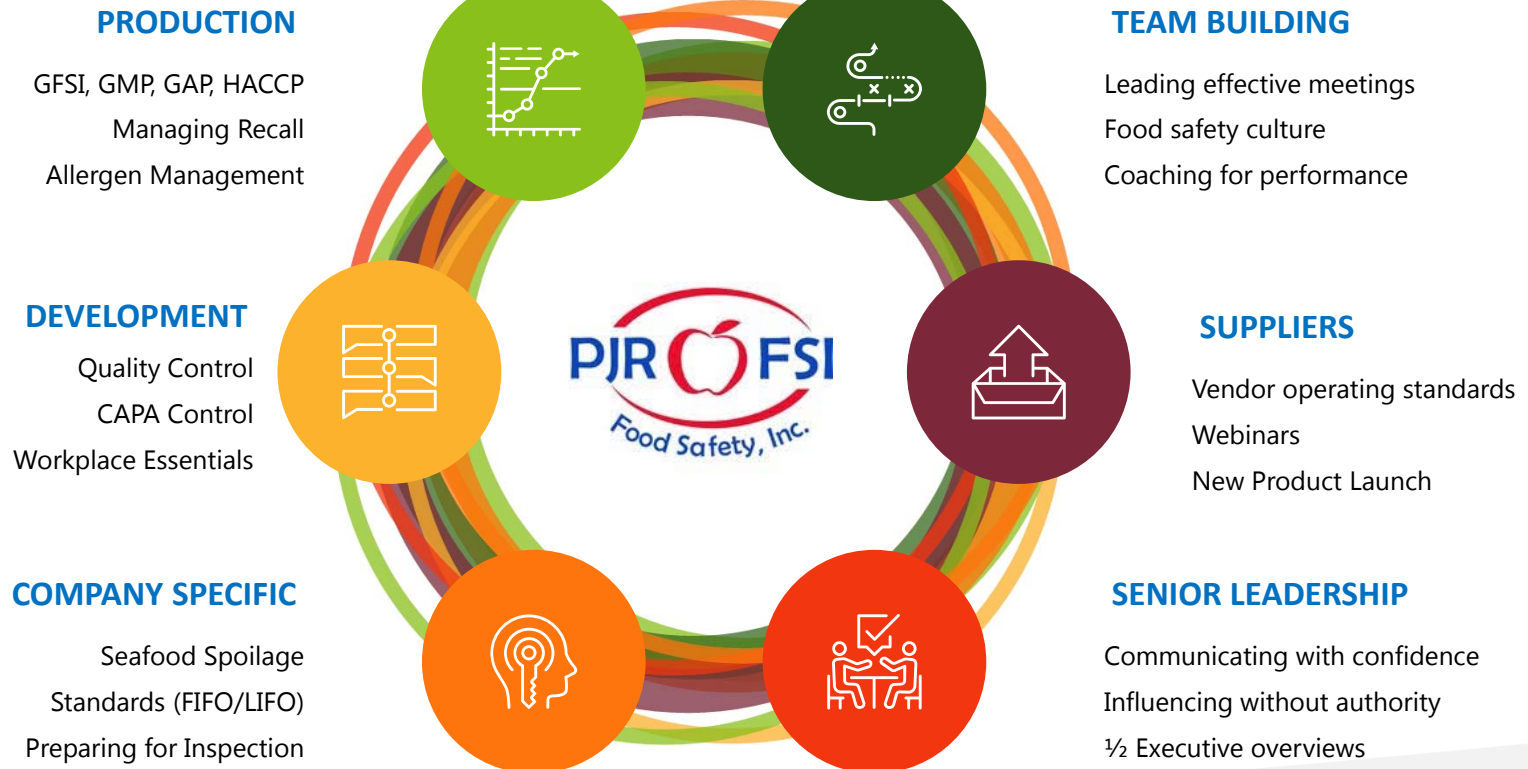 PRODUCTION
GFSI, GMP, GAP, HACCP
Managing Recall
Allergen Management
TEAM BUILDING
Leading effective meetings
Food safety culture
Coaching for performance
DEVELOPMENT
Quality Control
CAPA Control
Workplace Essentials
PJR FSI
Food Safety, Inc.
SUPPLIERS
Vendor operating standards
Webinars
New Product Launch
COMPANY SPECIFIC
Seafood Spoilage
Standards (FIFO/LIFO)
Preparing for Inspection
SENIOR LEADERSHIP
Communicating with confidence
Influencing without authority
½ Executive overviews